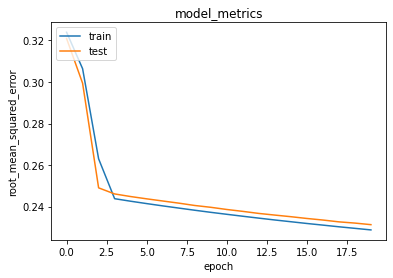 model_metrics
train
test
0.32
0.30
0.28
0.26
0.24
root_mean_squared_error
0.0 2.5 5.0 7.5 10.0 12.5 15.0 17.5
epoch